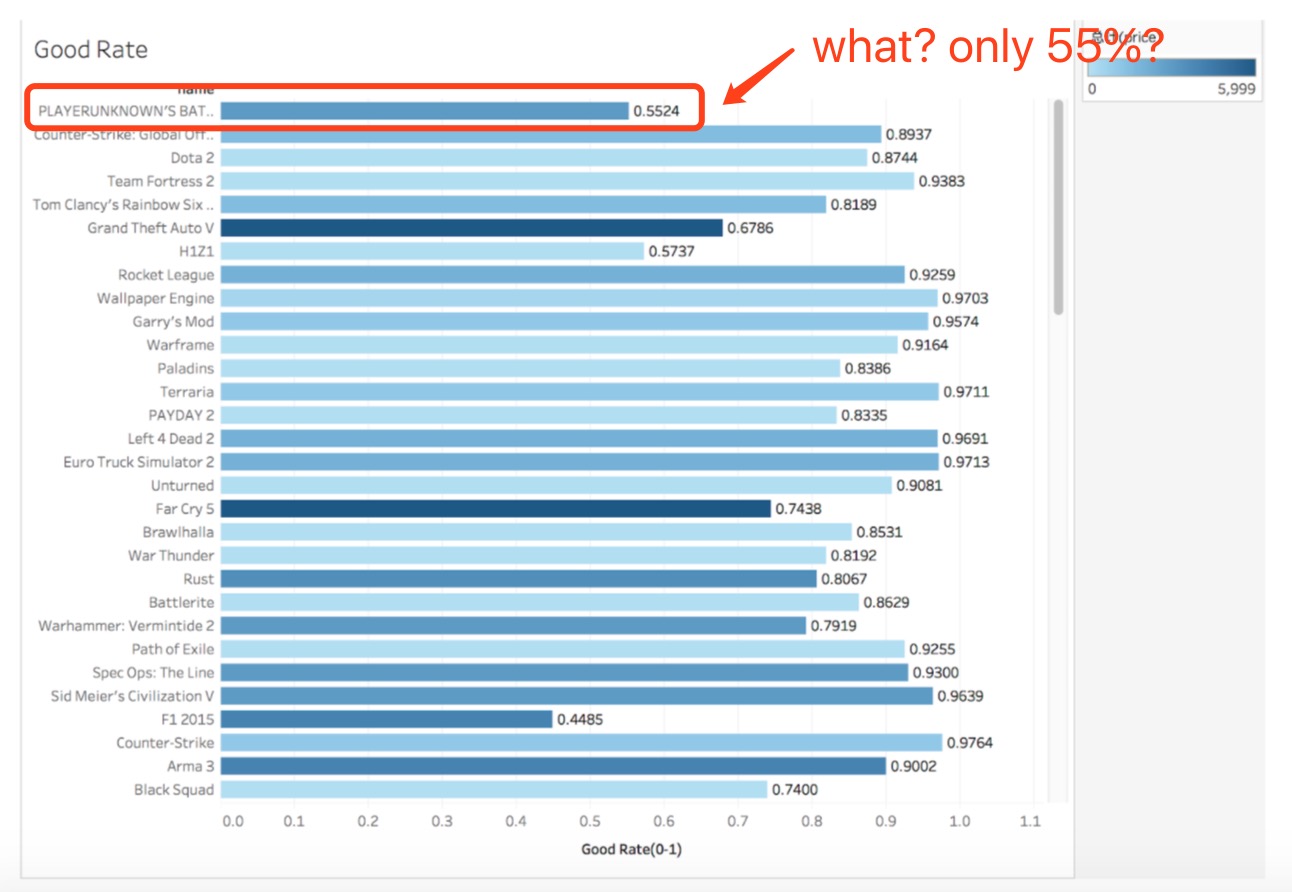 Good Rate
what? only 55%?
总计(price)
0 5,999
name
PLAYERUNKNOWN'S BAT.. 0.5524
Counter-Strike: Global Off.. 0.8937
Dota 2 0.8744
Team Fortress 2 0.9383
Tom Clancy's Rainbow Six .. 0.8189
Grand Theft Auto V 0.6786
H1Z1 0.5737
Rocket League 0.9259
Wallpaper Engine 0.9703
Garry's Mod 0.9574
Warframe 0.9164
Paladins 0.8386
Terraria 0.9711
PAYDAY 2 0.8335
Left 4 Dead 2 0.9691
Euro Truck Simulator 2 0.9713
Unturned 0.9081
Far Cry 5 0.7438
Brawlhalla 0.8531
War Thunder 0.8192
Rust 0.8067
Battlerite 0.8629
Warhammer: Vermintide 2 0.7919
Path of Exile 0.9255
Spec Ops: The Line 0.9300
Sid Meier's Civilization V 0.9639
F1 2015 0.4485
Counter-Strike 0.9764
Arma 3 0.9002
Black Squad 0.7400
0.0 0.1 0.2 0.3 0.4 0.5 0.6 0.7 0.8 0.9 1.0 1.1
Good Rate(0-1)